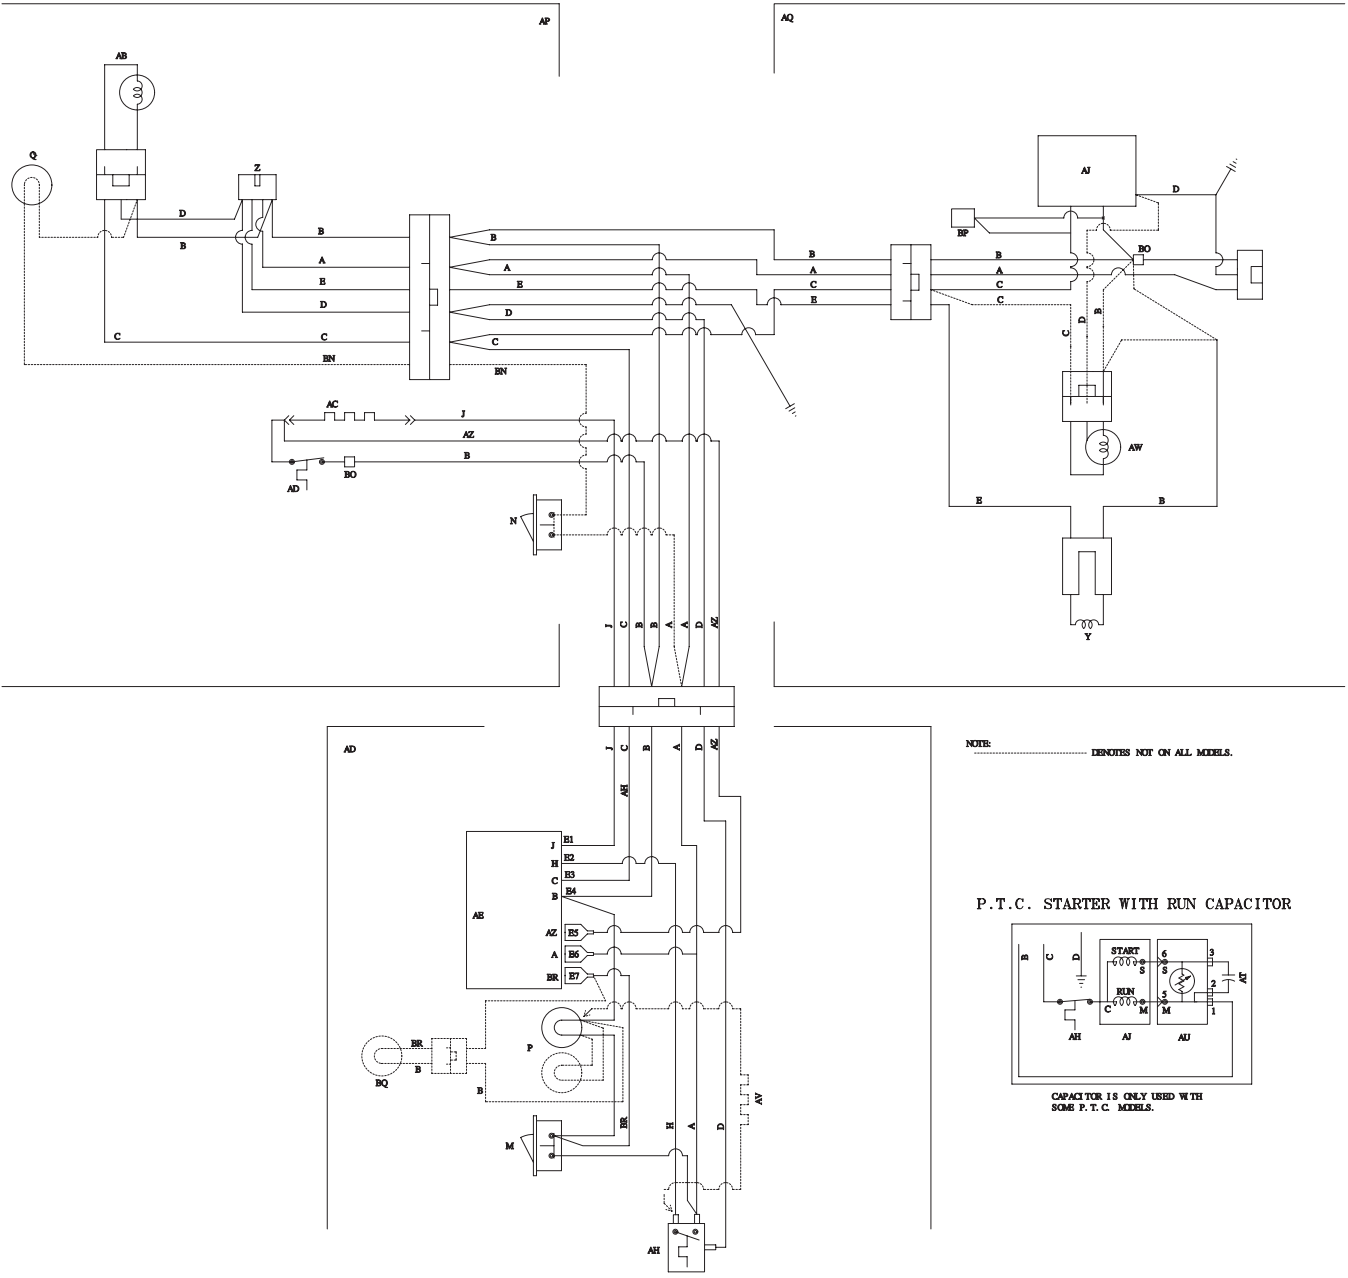 AP
AQ
AB
Q
Z
AJ
D
D
BP
B
B
B
B
B
BO
A
A
A
A
E
E
C
C
D
D
E
C
B
D
C
C
C
C
BN
BN
AC
J
AZ
B
BO
AD
AW
N
E
B
Y
J
C
B
B
A
A
D
AZ
AD
J
C
B
A
D
AZ
NOTE:
DENOTES NOT ON ALL MODELS.
AH
J
E1
H
E2
C
E3
B
E4
AE
AZ
E5
A
E6
BR
E7
P.T.C. STARTER WITH RUN CAPACITOR
B
C
D
START
S
6
S
3
RUN
C
M
5
M
2
1
AT
AH
AJ
AU
CAPACITOR IS ONLY USED WITH
SOME P. T. C. MODELS.
P
BR
B
BQ
B
AV
M
BR
H
A
D
AH